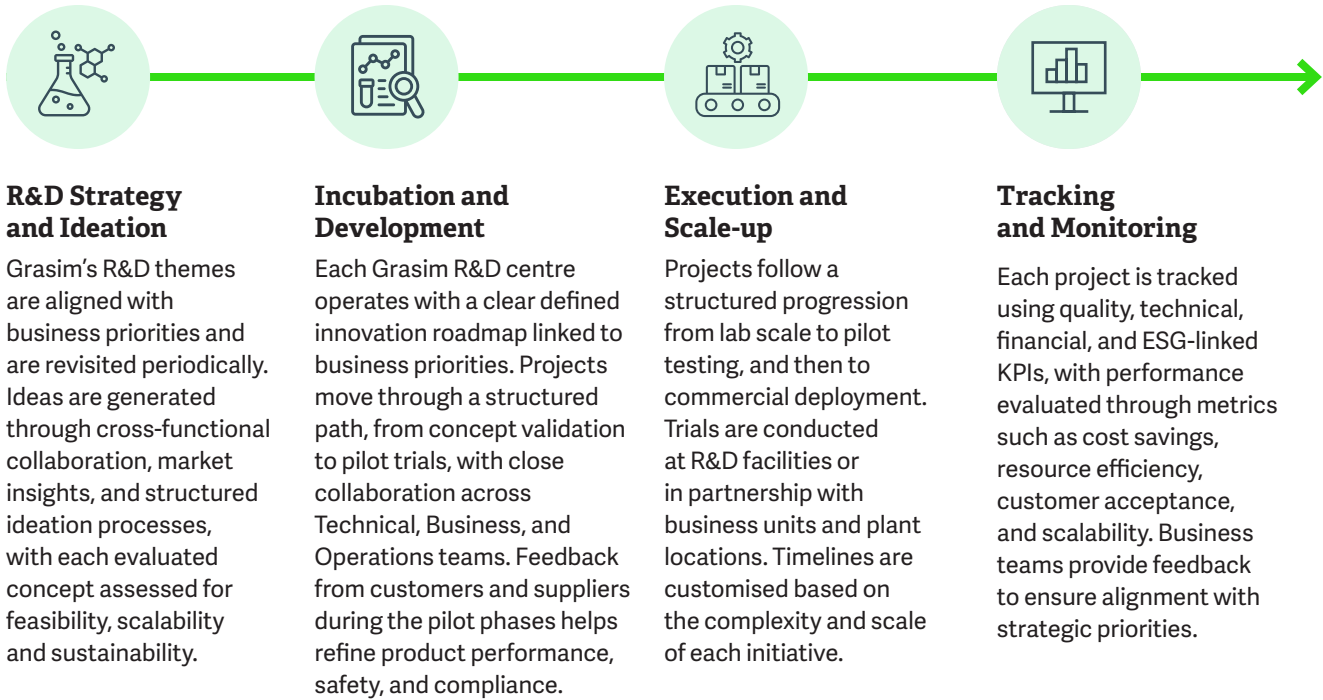 R&D Strategy
and Ideation
Grasim's R&D themes
are aligned with
business priorities and
are revisited periodically.
Ideas are generated
through cross-functional
collaboration, market
insights, and structured
ideation processes,
with each evaluated
concept assessed for
feasibility, scalability
and sustainability.
Incubation and
Development
Each Grasim R&D centre
operates with a clear defined
innovation roadmap linked to
business priorities. Projects
move through a structured
path, from concept validation
to pilot trials, with close
collaboration across
Technical, Business, and
Operations teams. Feedback
from customers and suppliers
during the pilot phases helps
refine product performance,
safety, and compliance.
Execution and
Scale-up
Projects follow a
structured progression
from lab scale to pilot
testing, and then to
commercial deployment.
Trials are conducted
at R&D facilities or
in partnership with
business units and plant
locations. Timelines are
customised based on
the complexity and scale
of each initiative.
Tracking
and Monitoring
Each project is tracked
using quality, technical,
financial, and ESG-linked
KPIs, with performance
evaluated through metrics
such as cost savings,
resource efficiency,
customer acceptance,
and scalability. Business
teams provide feedback
to ensure alignment with
strategic priorities.